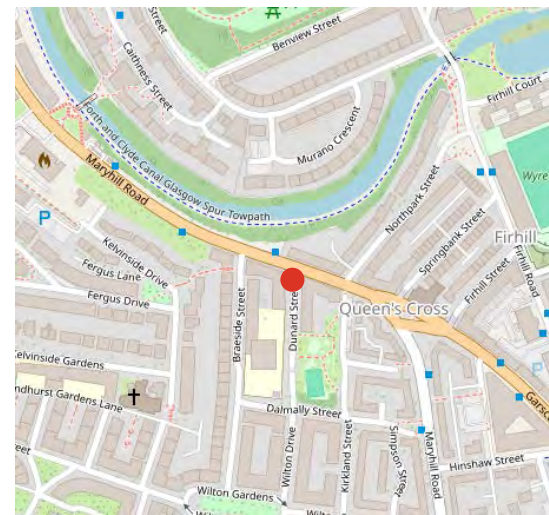 Benview Street
Caithness Street
Firhill Court
Forth and Clyde Canal Glasgow Spur Towpath
Murano Crescent
Maryhill Road
Wyre
P
Northpark Street
Springbank Street
Firhill
Kelvinside Drive
Fergus Lane
Fergus Drive
Braeside Street
Dunard Stre
Queen's Cross
Firhill Street
Firhill Road
P
Kelvinside Gardens
ndhurst Gardens Lane
Dalmally Street
Garsc
Wilton Drive
Kirkland Street
Simpson Street
Maryhill Road
Hinshaw Street
Street
Wilton Gardens